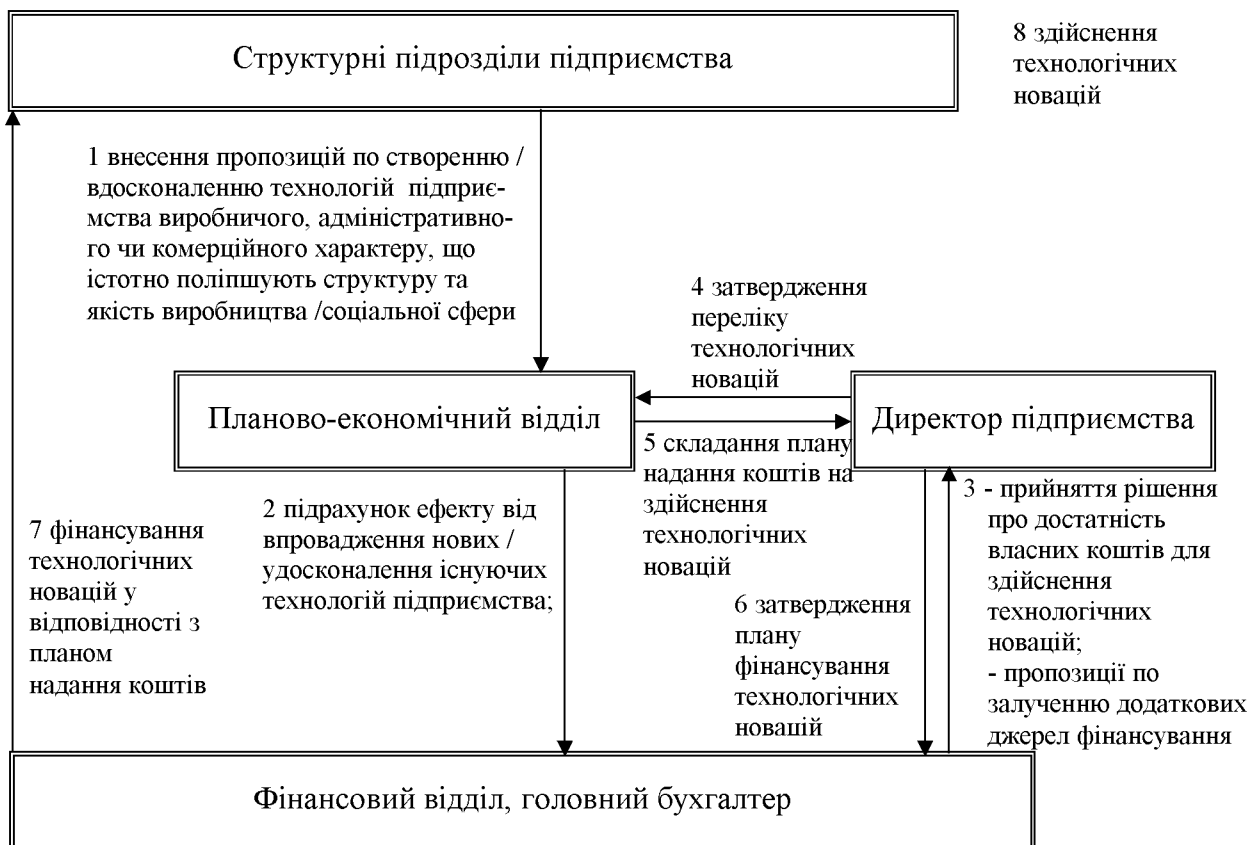 Структурні підрозділи підприємства
8 здійснення
технологічних
новацій
1 внесення пропозицій по створенню /
вдосконаленню технологій підприє-
мства виробничого, адміністративно-
го чи комерційного характеру, що
істотно поліпшують структуру та
якість виробництва /соціальної сфери
4 затвердження
переліку
технологічних
новацій
Планово-економічний відділ
Директор підприємства
5 складання плану
надання коштів на
здійснення
технологічних
новацій
2 підрахунок ефекту від
впровадження нових /
удосконалення існуючих
технологій підприємства;
3 - прийняття рішення
про достатність
власних коштів для
здійснення
технологічних
новацій;
- пропозиції по
залученню додаткових
джерел фінансування
7 фінансування
технологічних
новацій у
відповідності з
планом
надання коштів
6 затвердження
плану
фінансування
технологічних
новацій
Фінансовий відділ, головний бухгалтер